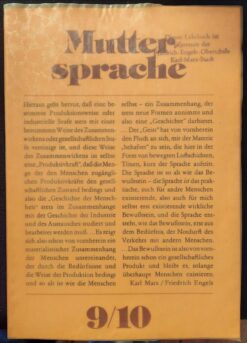 Mutter
sprache
Hieraus geht hervor, daß eine be-
stimmte Produktionsweise oder
industrielle Stufe stets mit einer
bestimmten Weise des Zusammen-
wirkens oder gesellschaftlichen Stu-
fe vereinigt ist, und diese Weise
des Zusammenwirkens ist selbst
eine „Produktivkraft“, daß die Men-
ge der den Menschen zugängli-
chen Produktivkräfte den gesell-
schaftlichen Zustand bedingt und
also die „Geschichte der Mensch-
heit“ stets im Zusammenhange
mit der Geschichte der Industrie
und des Austausches studiert und
bearbeitet werden muß ... Es zeigt
sich also schon von vornherein ein
materialistischer Zusammenhang
der Menschen untereinander,
der durch die Bedürfnisse und
die Weise der Produktion bedingt
und so alt ist wie die Menschen
selbst – ein Zusammenhang, der
stets neue Formen annimmt und
also eine „Geschichte“ darbietet.
... Der „Geist“ hat von vornherein
den Fluch an sich, mit der Materie
„behaftet“ zu sein, die hier in der
Form von bewegten Luftschichten,
Tönen, kurz der Sprache auftritt.
Die Sprache ist so alt wie das Be-
wußtsein – die Sprache ist das prak-
tische, auch für andre Menschen
existierende, also auch für mich
selbst erst existierende wirkliche
Bewußtsein, und die Sprache ent-
steht, wie das Bewußtsein, erst aus
dem Bedürfnis, der Notdurft des
Verkehrs mit andern Menschen.
... Das Bewußtsein ist also von vorn-
herein schon ein gesellschaftliches
Produkt und bleibt es, solange
überhaupt Menschen existieren.
Karl Marx / Friedrich Engels
9/10
Lehrbuch ist
der
Friedrich-Engels-Oberschule
Karl-Marx-Stadt